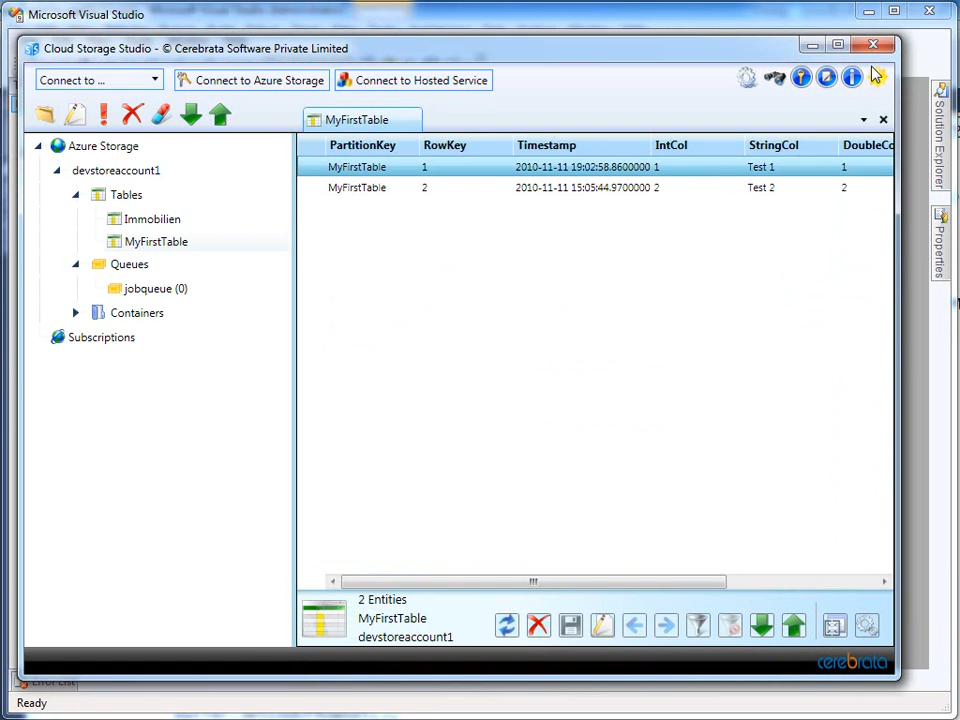 Microsoft Visual Studio
Cloud Storage Studio - © Cerebrata Software Private Limited
Connect to ...
Connect to Azure Storage
Connect to Hosted Service
MyFirstTable
Azure Storage
devstoreaccount1
Tables
Immobilien
MyFirstTable
Queues
jobqueue (0)
Containers
Subscriptions
PartitionKey RowKey Timestamp IntCol StringCol DoubleCo
MyFirstTable 1 2010-11-11 19:02:58.8600000 1 Test 1 1
MyFirstTable 2 2010-11-11 15:05:44.9700000 2 Test 2 2
2 Entities
MyFirstTable
devstoreaccount1
cerebrata
Solution Explorer
Properties
Error List
Ready